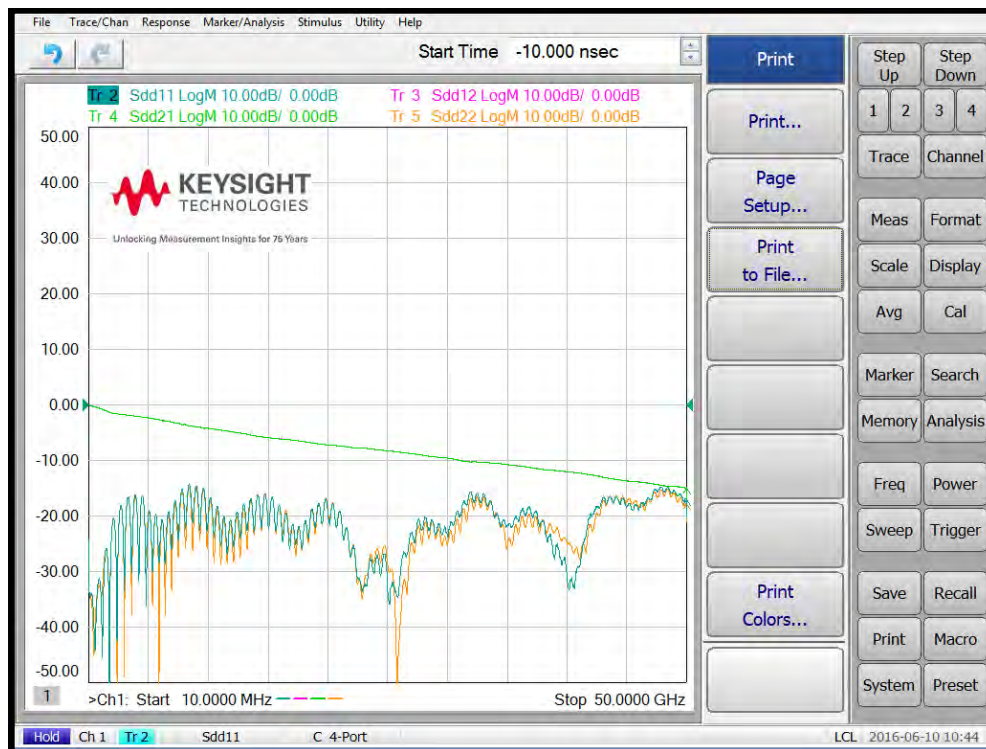 File Trace/Chan Response Marker/Analysis Stimulus Utility Help
Start Time -10.000 nsec
Tr 2 Sdd11 LogM 10.00dB/ 0.00dB Tr 3 Sdd12 LogM 10.00dB/ 0.00dB
Tr 4 Sdd21 LogM 10.00dB/ 0.00dB Tr 5 Sdd22 LogM 10.00dB/ 0.00dB
50.00
40.00
30.00
20.00
10.00
0.00
-10.00
-20.00
-30.00
-40.00
-50.00
KEYSIGHT
TECHNOLOGIES
Unlocking Measurement Insights for 75 Years
1 >Ch1: Start 10.0000 MHz Stop 50.0000 GHz
Print
Print...
Page
Setup...
Print
to File...
Print
Colors...
Step
Up
Step
Down
1 2 3 4
Trace Channel
Meas Format
Scale Display
Avg Cal
Marker Search
Memory Analysis
Freq Power
Sweep Trigger
Save Recall
Print Macro
System Preset
Hold Ch 1 Tr 2 Sdd11 C 4-Port LCL 2016-06-10 10:44